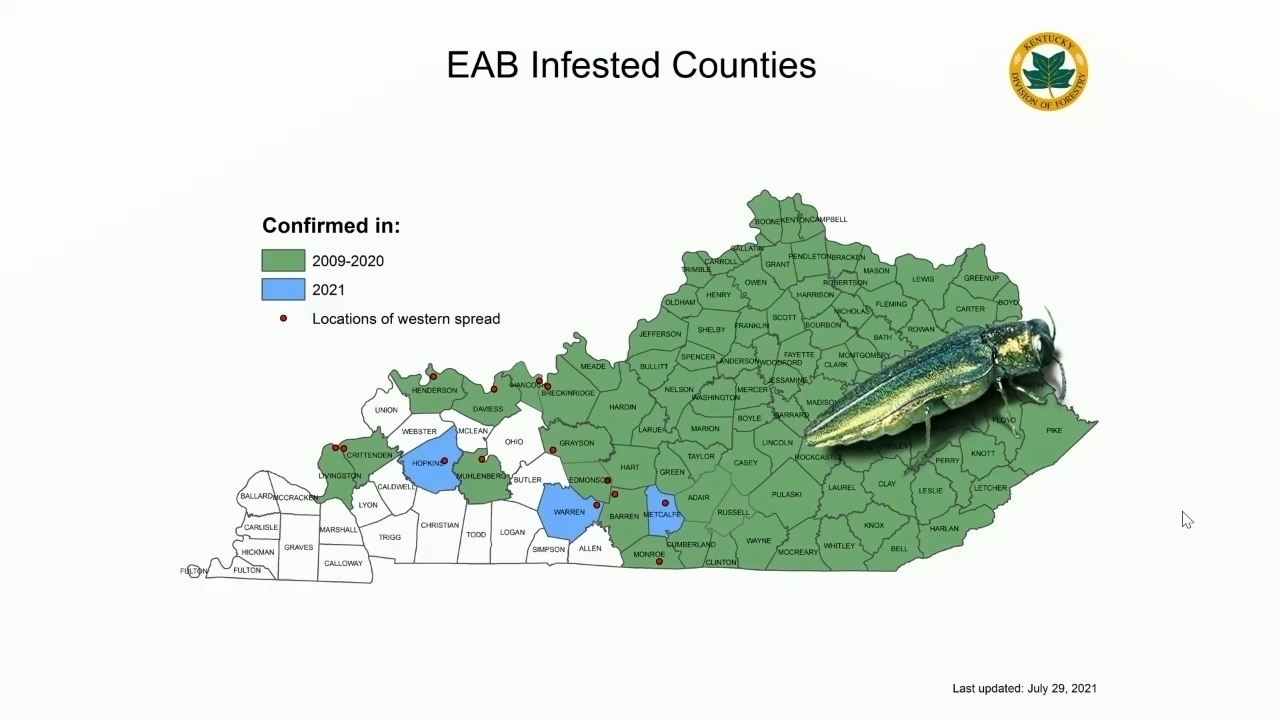 EAB Infested Counties
KENTUCKY
DIVISION OF FORESTRY
Confirmed in:
2009-2020
2021
Locations of western spread
BOONE KENTON CAMPBELL
GALLATIN
CARROLL GRANT PENDLETON BRACKEN
TRIMBLE MASON
OWEN ROBERTSON LEWIS GREENUP
HENRY HARRISON
OLDHAM FLEMING BOYD
NICHOLAS CARTER
SCOTT
JEFFERSON SHELBY FRANKLIN BOURBON ROWAN
BATH
SPENCER ANDERSON WOODFORD FAYETTE MONTGOMERY
MEADE BULLITT CLARK
JESSAMINE
HENDERSON HANCOCK BRECKINRIDGE NELSON WASHINGTON MERCER
MADISON
UNION DAVIESS HARDIN GARRARD
BOYLE FLOYD
WEBSTER MCLEAN LARUE MARION PIKE
OHIO GRAYSON LINCOLN
CRITTENDEN ROCKCASTLE KNOTT
HOPKINS HART TAYLOR CASEY PERRY
LIVINGSTON MUHLENBERG BUTLER EDMONSON GREEN
CALDWELL LAUREL CLAY LETCHER
BALLARD MCCRACKEN PULASKI LESLIE
LYON ADAIR
WARREN BARREN METCALFE RUSSELL
CARLISLE MARSHALL CHRISTIAN KNOX HARLAN
TRIGG TODD LOGAN
GRAVES CUMBERLAND WAYNE WHITLEY
HICKMAN SIMPSON ALLEN MONROE MCCREARY BELL
CALLOWAY CLINTON
FULTON FULTON
Last updated: July 29, 2021